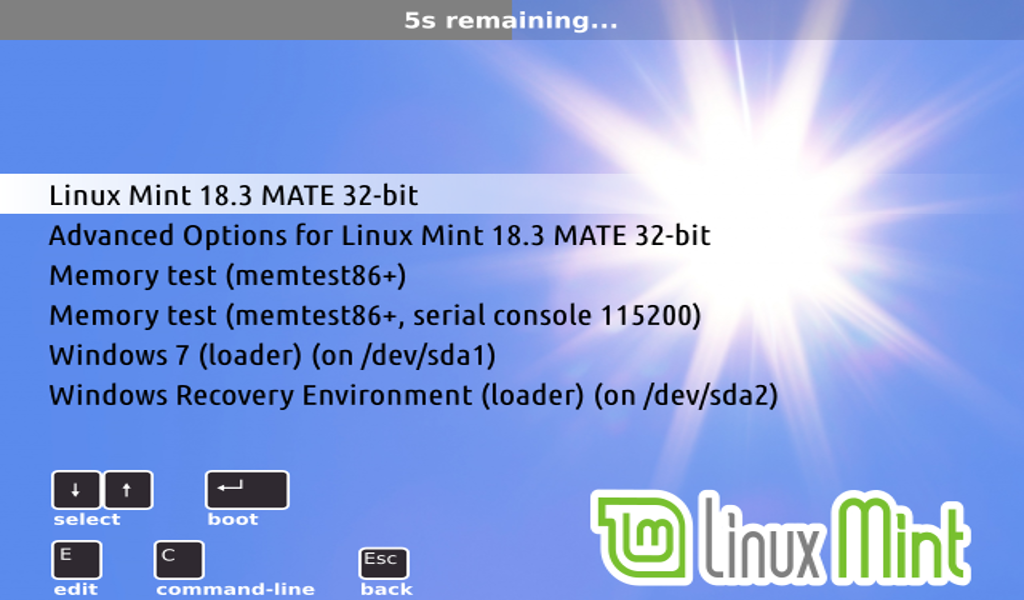 5s remaining...
Linux Mint 18.3 MATE 32-bit
Advanced Options for Linux Mint 18.3 MATE 32-bit
Memory test (memtest86+)
Memory test (memtest86+, serial console 115200)
Windows 7 (loader) (on /dev/sda1)
Windows Recovery Environment (loader) (on /dev/sda2)
↓ ↑ ↵
select boot
E C Esc
edit command-line back
lm Linux Mint